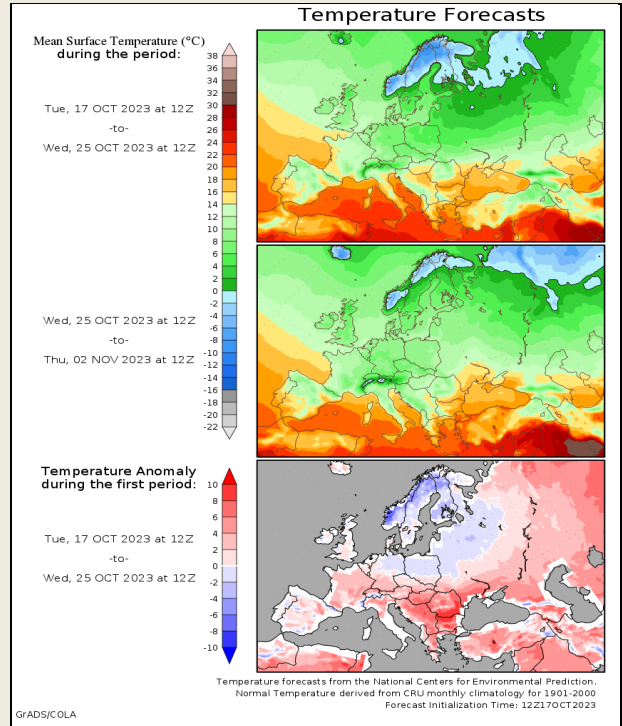 Temperature Forecasts
Mean Surface Temperature (°C)
during the period:
Tue, 17 OCT 2023 at 12Z
-to-
Wed, 25 OCT 2023 at 12Z
38
36
34
32
30
28
26
24
22
20
18
16
14
12
10
8
6
4
2
0
-2
-4
-6
-8
-10
-12
-14
-16
-18
-20
-22
Wed, 25 OCT 2023 at 12Z
-to-
Thu, 02 NOV 2023 at 12Z
Temperature Anomaly
during the first period:
Tue, 17 OCT 2023 at 12Z
-to-
Wed, 25 OCT 2023 at 12Z
10
8
6
4
2
0
-2
-4
-6
-8
-10
Temperature forecasts from the National Centers for Environmental Prediction.
Normal Temperature derived from CRU monthly climatology for 1901-2000
Forecast Initialization Time: 12Z17OCT2023
GrADS/COLA